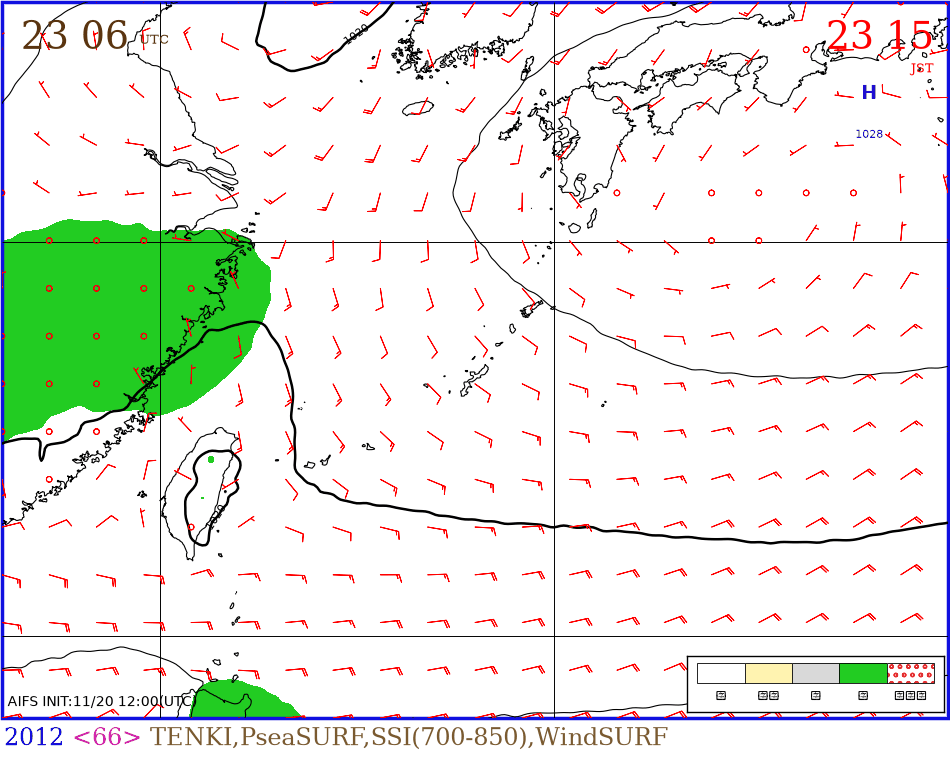 23 06 UTC
23 15
JST
1020
H
1028
1020
AIFS INIT:11/20 12:00(UTC)
2012 <66> TENKI,PseaSURF,SSI(700-850),WindSURF